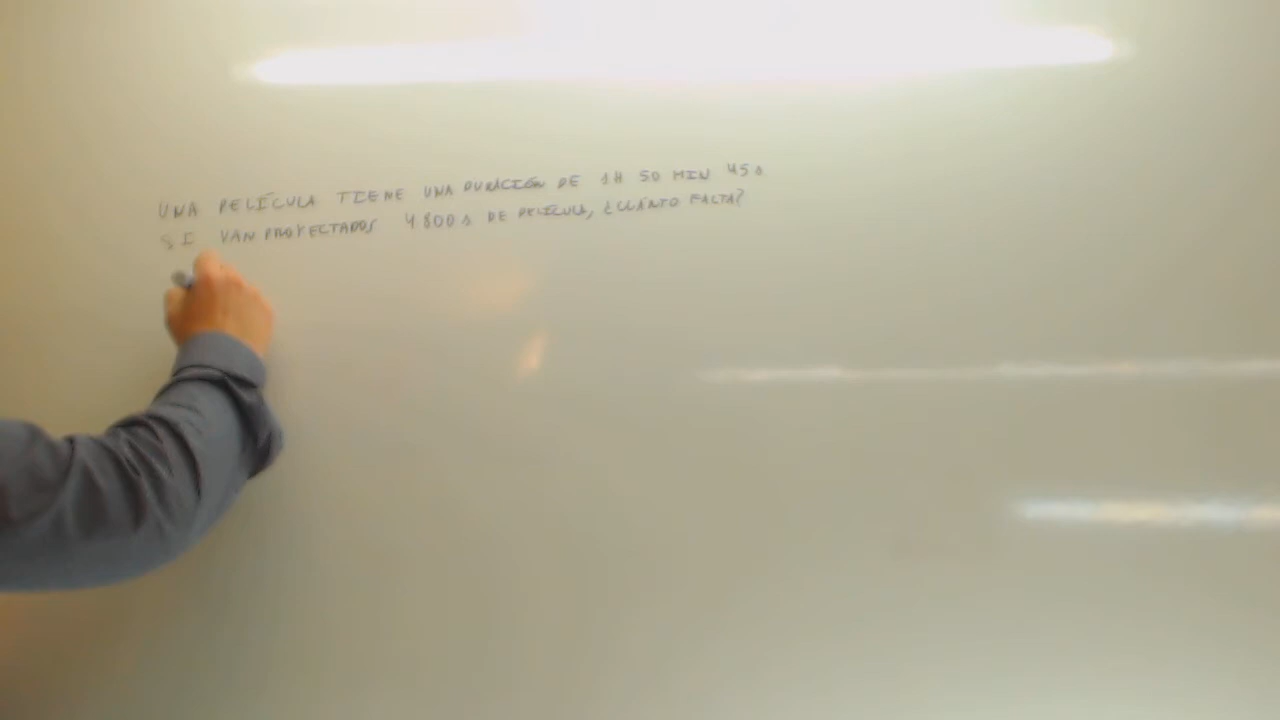 UNA PELÍCULA TIENE UNA DURACIÓN DE 1H 50 MIN 45s
SI VAN PROYECTADOS 4800s DE PELÍCULA, ¿CUÁNTO FALTA?